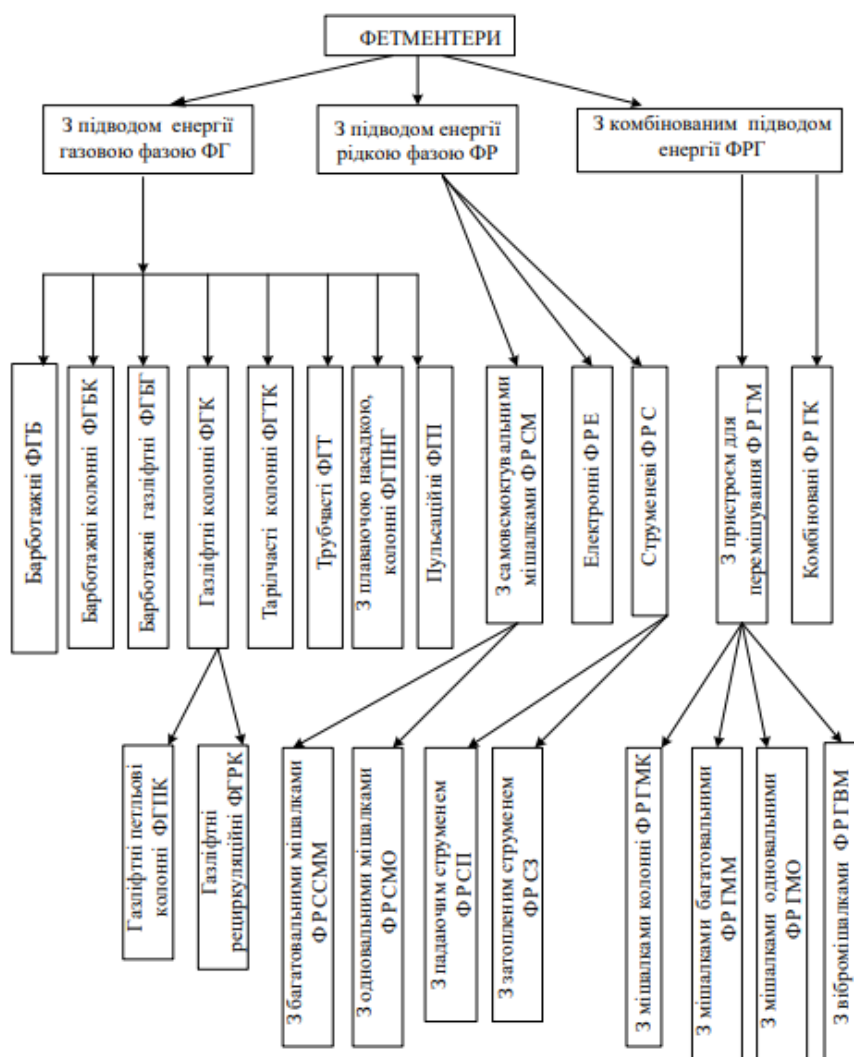 ФЕТМЕНТЕРИ
З підводом енергії
газовою фазою ФГ
З підводом енергії
рідкою фазою ФР
З комбінованим підводом
енергії ФРГ
Барботажні ФГБ
Барботажні колонні ФГБК
Барботажні газліфтні ФГБГ
Газліфтні колонні ФГК
Тарілчасті колонні ФГТК
Трубчасті ФГТ
З плаваючою насадкою,
колонні ФГПНГ
Пульсаційні ФГП
З самовсмоктувальними
мішалками ФРСМ
Електронні ФРЕ
Струменеві ФРС
З пристроєм для
перемішування ФРГМ
Комбіновані ФРГК
Газліфтні петльові
колонні ФГПК
Газліфтні
рециркуляційні ФГРК
З багатовальними мішалками
ФРССММ
З одновальними мішалками
ФРСМО
З падаючим струменем
ФРСП
З затопленим струменем
ФРСЗ
З мішалками колонні ФРГМК
З мішалками багатовальними
ФРГММ
З мішалками одновальними
ФРГМО
З вібромішалками ФРГВМ